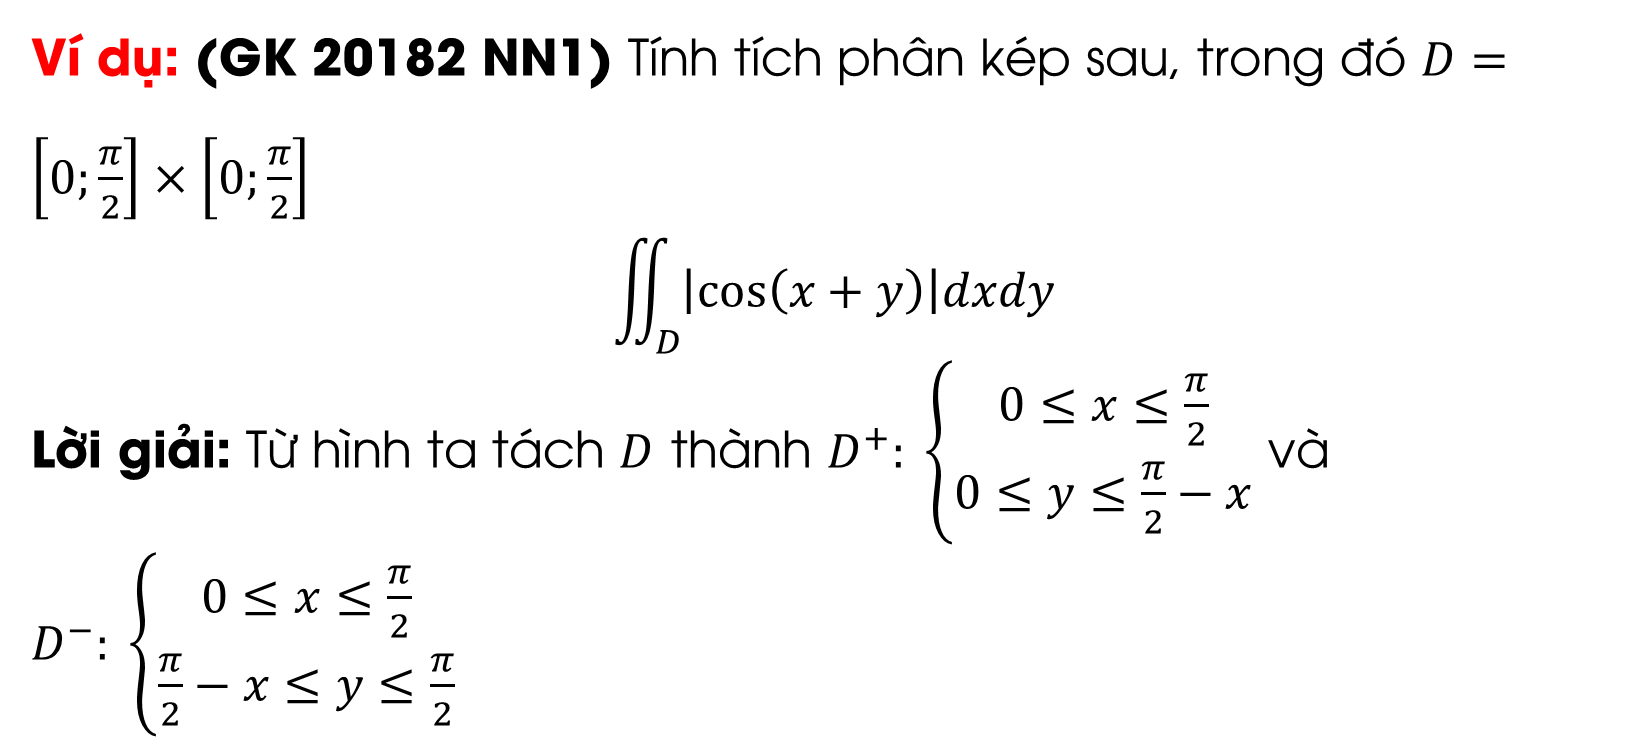 Ví dụ: (GK 20182 NN1) Tính tích phân kép sau, trong đó D =
[0; π/2] × [0; π/2]
∬_D |cos(x + y)|dxdy
Lời giải: Từ hình ta tách D thành D⁺: { 0 ≤ x ≤ π/2 ; 0 ≤ y ≤ π/2 − x và
D⁻: { 0 ≤ x ≤ π/2 ; π/2 − x ≤ y ≤ π/2